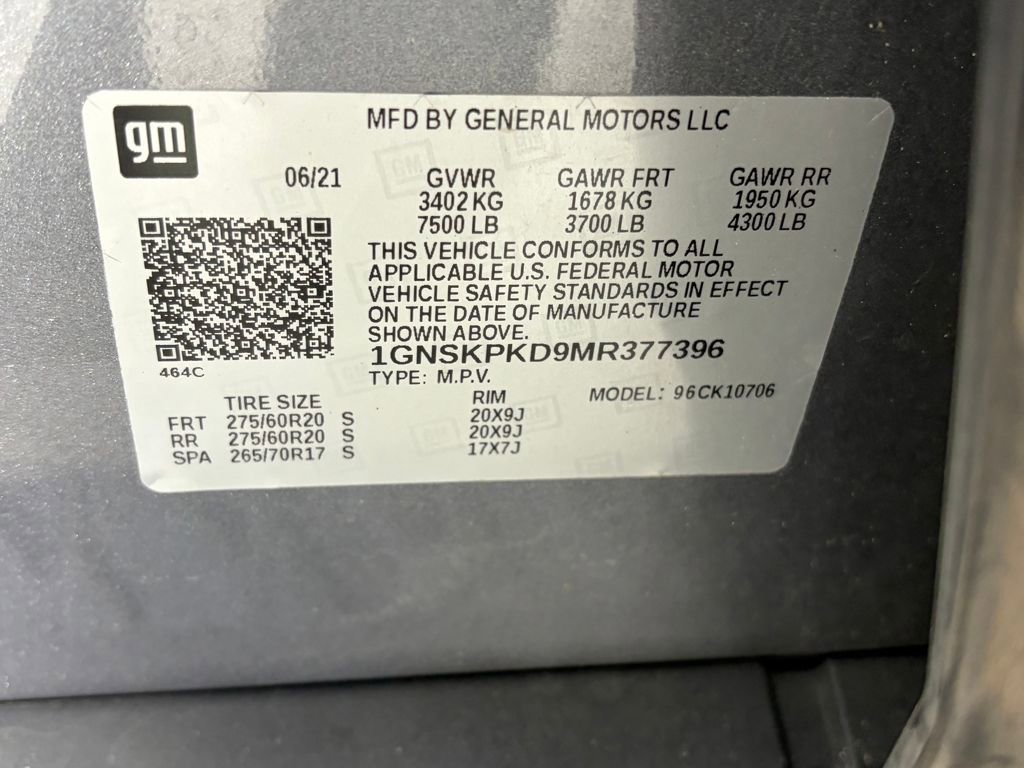 gm
MFD BY GENERAL MOTORS LLC
06/21 GVWR GAWR FRT GAWR RR
3402 KG 1678 KG 1950 KG
7500 LB 3700 LB 4300 LB
THIS VEHICLE CONFORMS TO ALL
APPLICABLE U.S. FEDERAL MOTOR
VEHICLE SAFETY STANDARDS IN EFFECT
ON THE DATE OF MANUFACTURE
SHOWN ABOVE.
1GNSKPKD9MR377396
464C
TYPE: M.P.V.
MODEL: 96CK10706
TIRE SIZE RIM
FRT 275/60R20 S 20X9J
RR 275/60R20 S 20X9J
SPA 265/70R17 S 17X7J